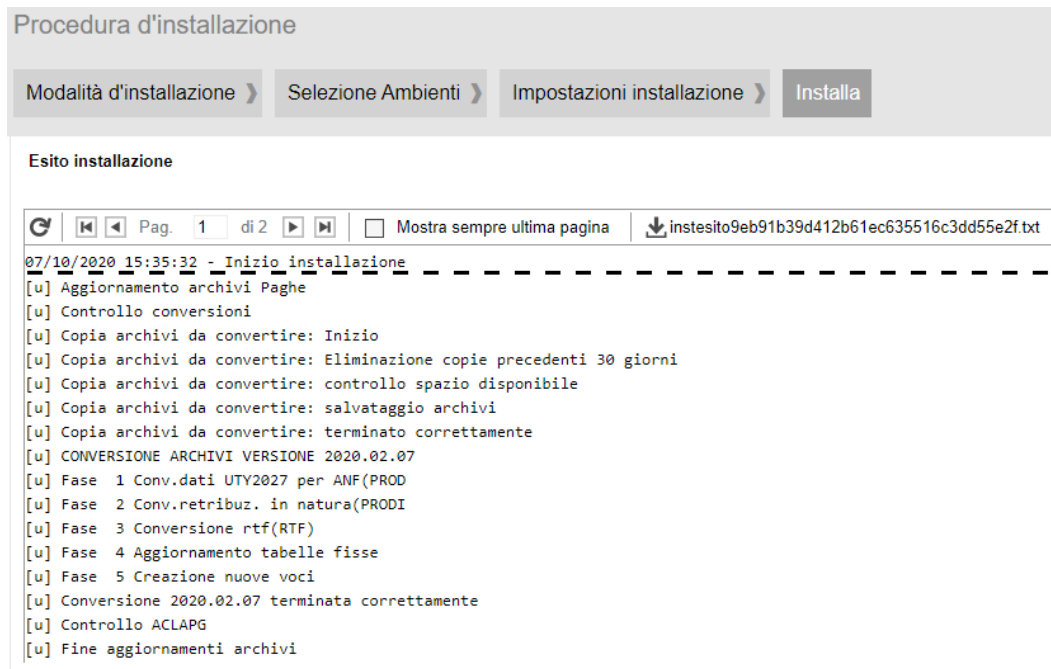 Procedura d'installazione
Modalità d'installazione ❱ Selezione Ambienti ❱ Impostazioni installazione ❱ Installa
Esito installazione
Pag. 1 di 2 Mostra sempre ultima pagina instesito9eb91b39d412b61ec635516c3dd55e2f.txt
07/10/2020 15:35:32 - Inizio installazione
[u] Aggiornamento archivi Paghe
[u] Controllo conversioni
[u] Copia archivi da convertire: Inizio
[u] Copia archivi da convertire: Eliminazione copie precedenti 30 giorni
[u] Copia archivi da convertire: controllo spazio disponibile
[u] Copia archivi da convertire: salvataggio archivi
[u] Copia archivi da convertire: terminato correttamente
[u] CONVERSIONE ARCHIVI VERSIONE 2020.02.07
[u] Fase  1 Conv.dati UTY2027 per ANF(PROD
[u] Fase  2 Conv.retribuz. in natura(PRODI
[u] Fase  3 Conversione rtf(RTF)
[u] Fase  4 Aggiornamento tabelle fisse
[u] Fase  5 Creazione nuove voci
[u] Conversione 2020.02.07 terminata correttamente
[u] Controllo ACLAPG
[u] Fine aggiornamenti archivi